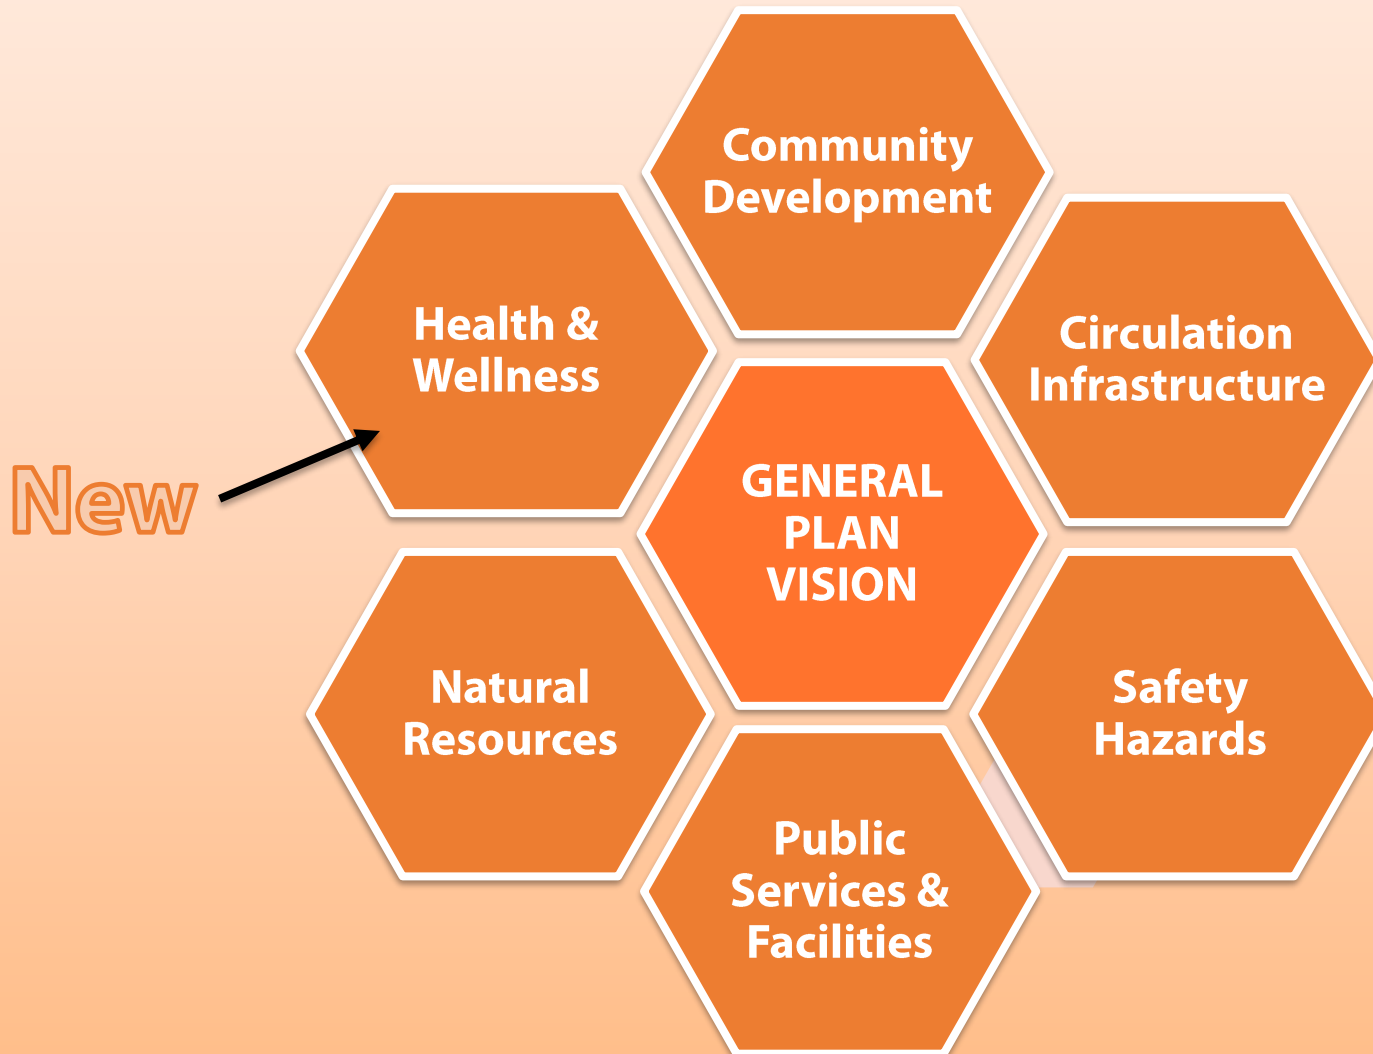 Community
Development
Health &
Wellness
Circulation
Infrastructure
New
GENERAL
PLAN
VISION
Natural
Resources
Safety
Hazards
Public
Services &
Facilities